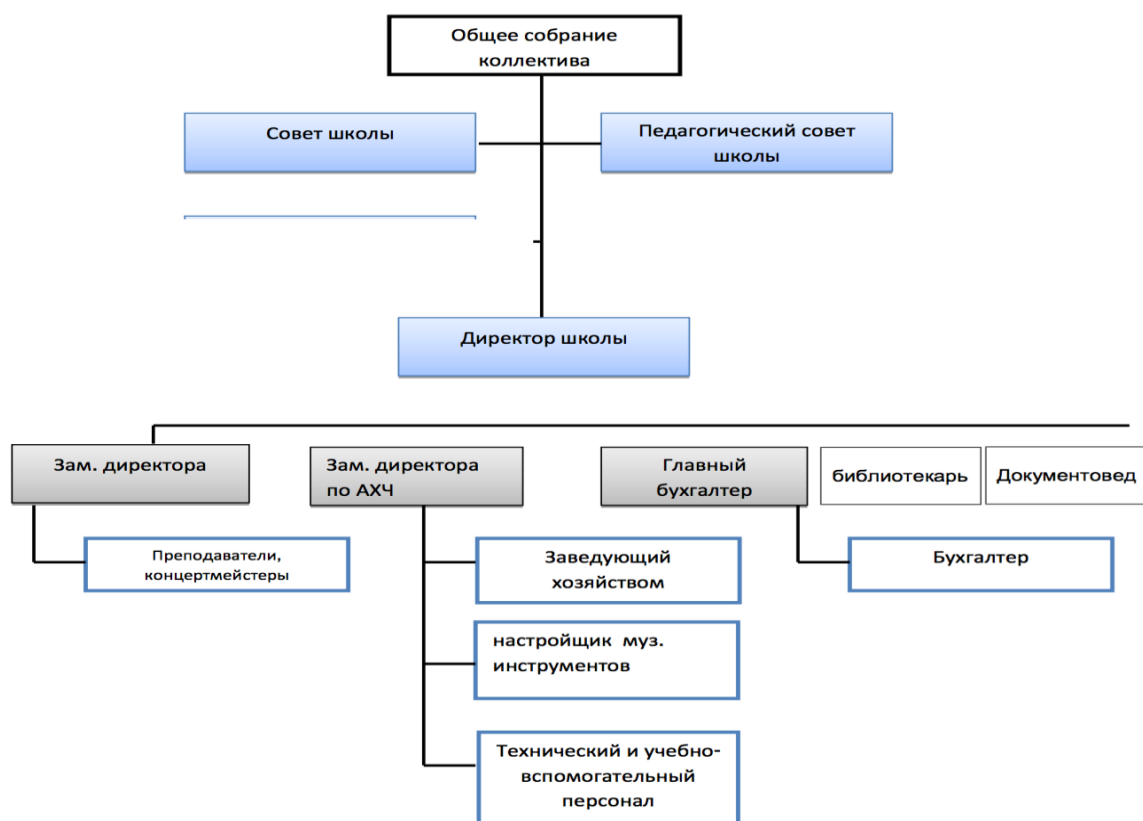 Общее собрание
коллектива
Совет школы
Педагогический совет
школы
Директор школы
Зам. директора
Зам. директора
по АХЧ
Главный
бухгалтер
библиотекарь
Документовед
Преподаватели,
концертмейстеры
Заведующий
хозяйством
Бухгалтер
настройщик муз.
инструментов
Технический и учебно-
вспомогательный
персонал